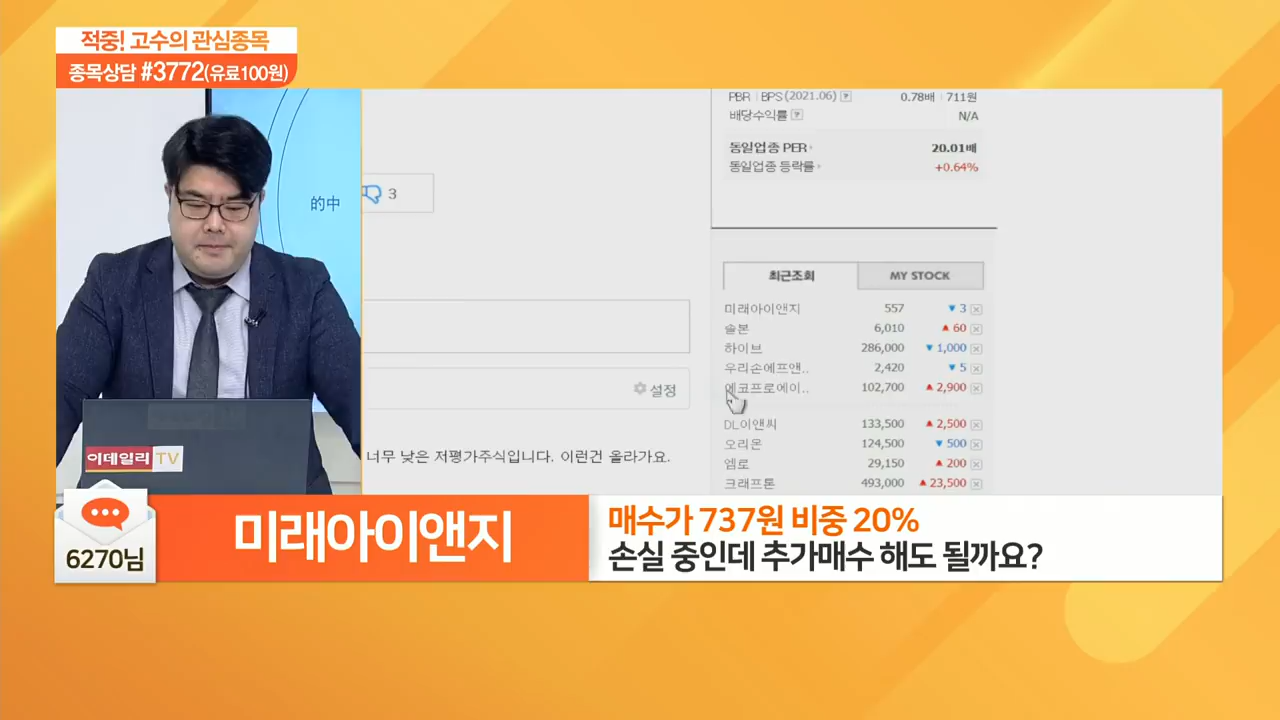 적중! 고수의 관심종목
종목상담 #3772(유료100원)
的中
3
PBR | BPS(2021.06) ? 0.78배 | 711원
배당수익률 ? N/A
동일업종 PER 20.01배
동일업종 등락률 +0.64%
최근조회 MY STOCK
미래아이앤지 557 ▼ 3
솔본 6,010 ▲ 60
하이브 286,000 ▼ 1,000
우리손에프앤.. 2,420 ▼ 5
에코프로에이.. 102,700 ▲ 2,900
DL이앤씨 133,500 ▲ 2,500
오리온 124,500 ▼ 500
엠로 29,150 ▲ 200
크래프톤 493,000 ▲ 23,500
설정
너무 낮은 저평가주식입니다. 이런건 올라가요.
이데일리 TV
6270님
미래아이앤지
매수가 737원 비중 20%
손실 중인데 추가매수 해도 될까요?